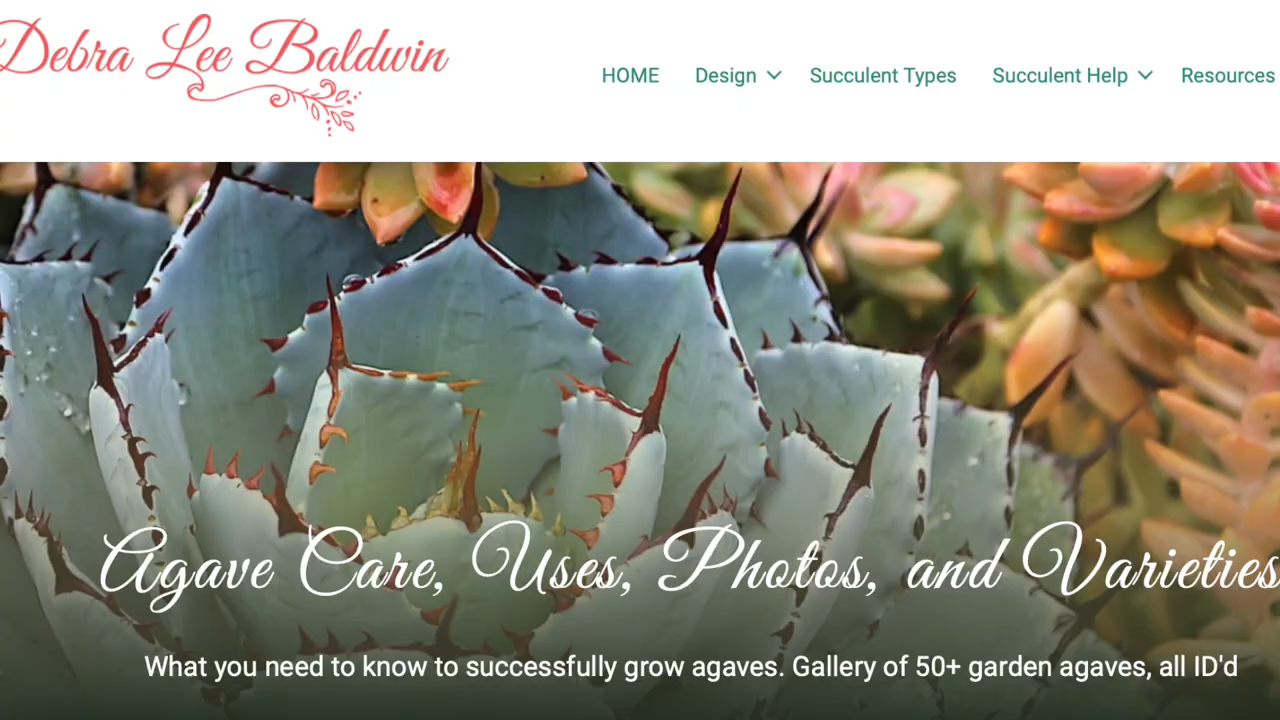 Debra Lee Baldwin
HOME Design Succulent Types Succulent Help Resources
Agave Care, Uses, Photos, and Varieties
What you need to know to successfully grow agaves. Gallery of 50+ garden agaves, all ID'd